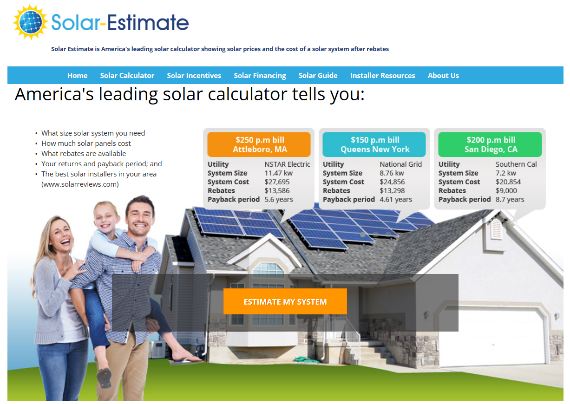 Solar-Estimate
Solar Estimate is America's leading solar calculator showing solar prices and the cost of a solar system after rebates
Home Solar Calculator Solar Incentives Solar Financing Solar Guide Installer Resources About Us
America's leading solar calculator tells you:
• What size solar system you need
• How much solar panels cost
• What rebates are available
• Your returns and payback period; and
• The best solar installers in your area
(www.solarreviews.com)
$250 p.m bill
Attleboro, MA
Utility NSTAR Electric
System Size 11.47 kw
System Cost $27,695
Rebates $13,586
Payback period 5.6 years
$150 p.m bill
Queens New York
Utility National Grid
System Size 8.76 kw
System Cost $24,856
Rebates $13,298
Payback period 4.61 years
$200 p.m bill
San Diego, CA
Utility Southern Cal
System Size 7.2 kw
System Cost $20,854
Rebates $9,000
Payback period 8.7 years
ESTIMATE MY SYSTEM